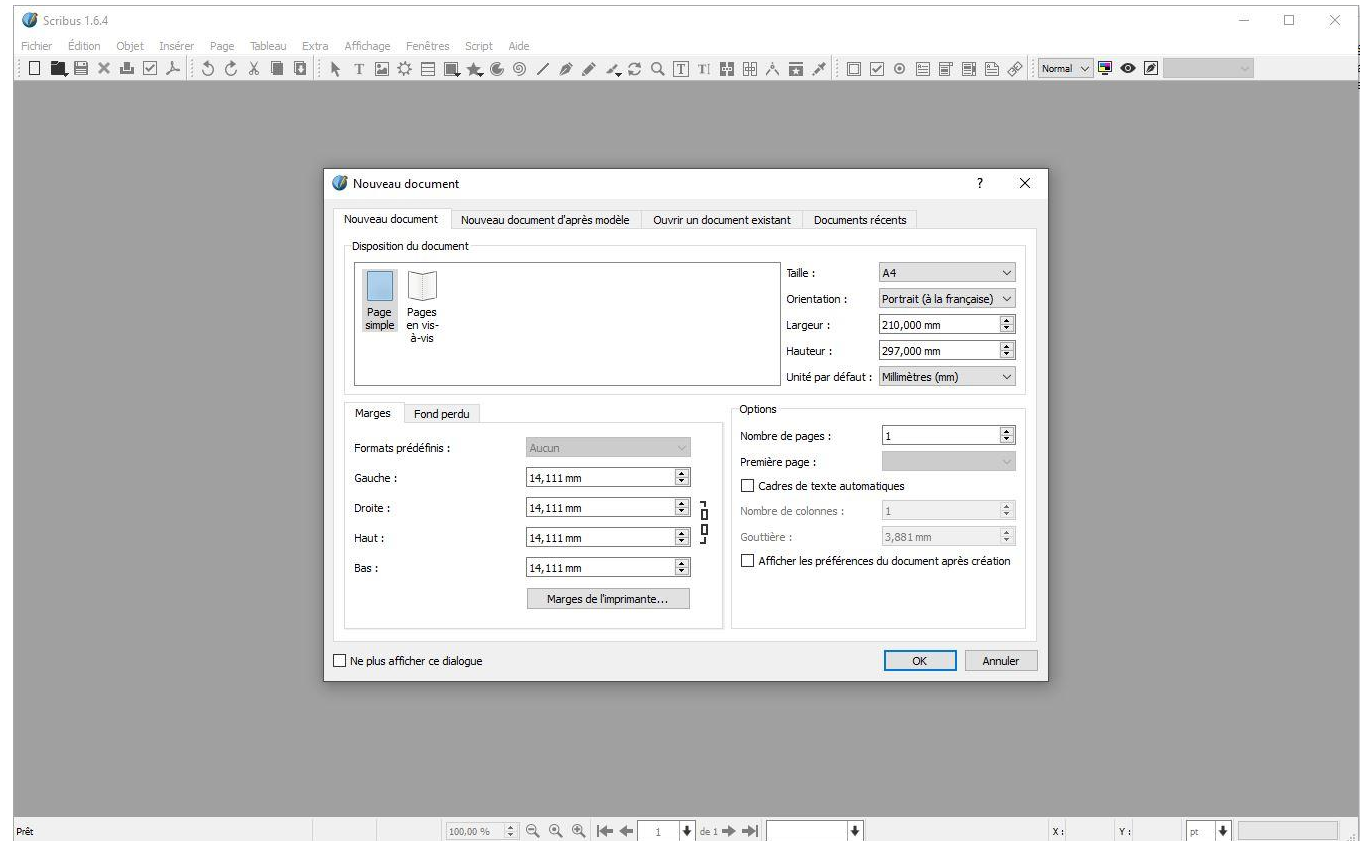 Scribus 1.6.4
Fichier Édition Objet Insérer Page Tableau Extra Affichage Fenêtres Script Aide
Normal
Nouveau document
Nouveau document Nouveau document d'après modèle Ouvrir un document existant Documents récents
Disposition du document
Page simple
Pages en vis-à-vis
Taille : A4
Orientation : Portrait (à la française)
Largeur : 210,000 mm
Hauteur : 297,000 mm
Unité par défaut : Millimètres (mm)
Marges Fond perdu
Formats prédéfinis : Aucun
Gauche : 14,111 mm
Droite : 14,111 mm
Haut : 14,111 mm
Bas : 14,111 mm
Marges de l'imprimante...
Options
Nombre de pages : 1
Première page :
Cadres de texte automatiques
Nombre de colonnes : 1
Gouttière : 3,881 mm
Afficher les préférences du document après création
Ne plus afficher ce dialogue
OK Annuler
Prêt 100,00 % 1 de 1 X : Y : pt